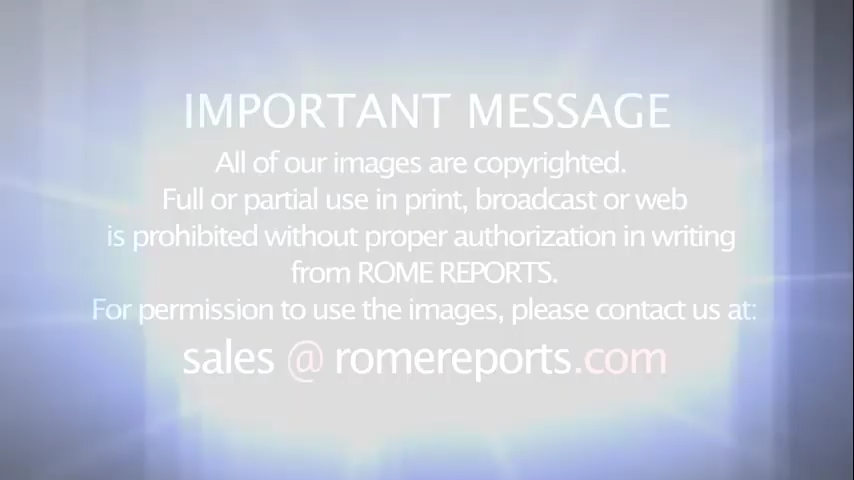 IMPORTANT MESSAGE
All of our images are copyrighted.
Full or partial use in print, broadcast or web
is prohibited without proper authorization in writing
from ROME REPORTS.
For permission to use the images, please contact us at:
sales @ romereports.com